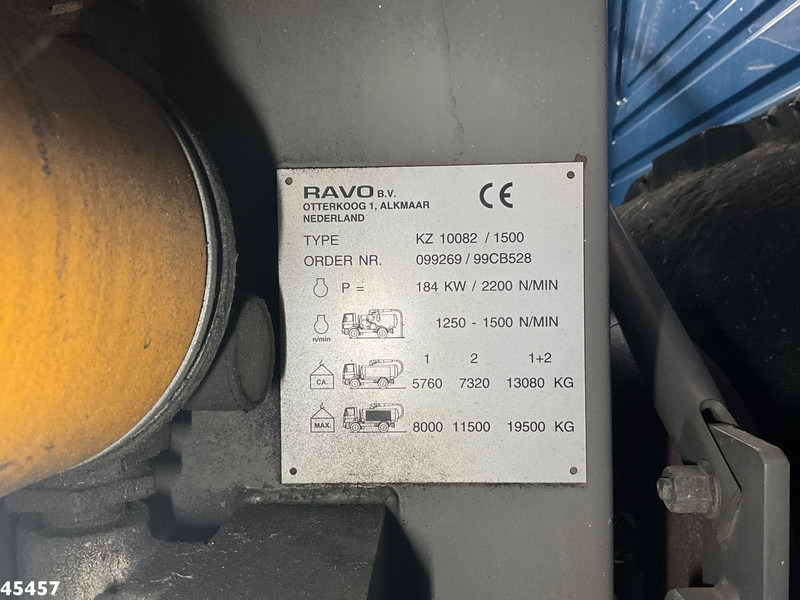 RAVO B.V.
OTTERKOOG 1, ALKMAAR
NEDERLAND
CE
TYPE KZ 10082 / 1500
ORDER NR. 099269 / 99CB528
P = 184 KW / 2200 N/MIN
n/min 1250 - 1500 N/MIN
1 2 1+2
CA. 5760 7320 13080 KG
MAX. 8000 11500 19500 KG
45457